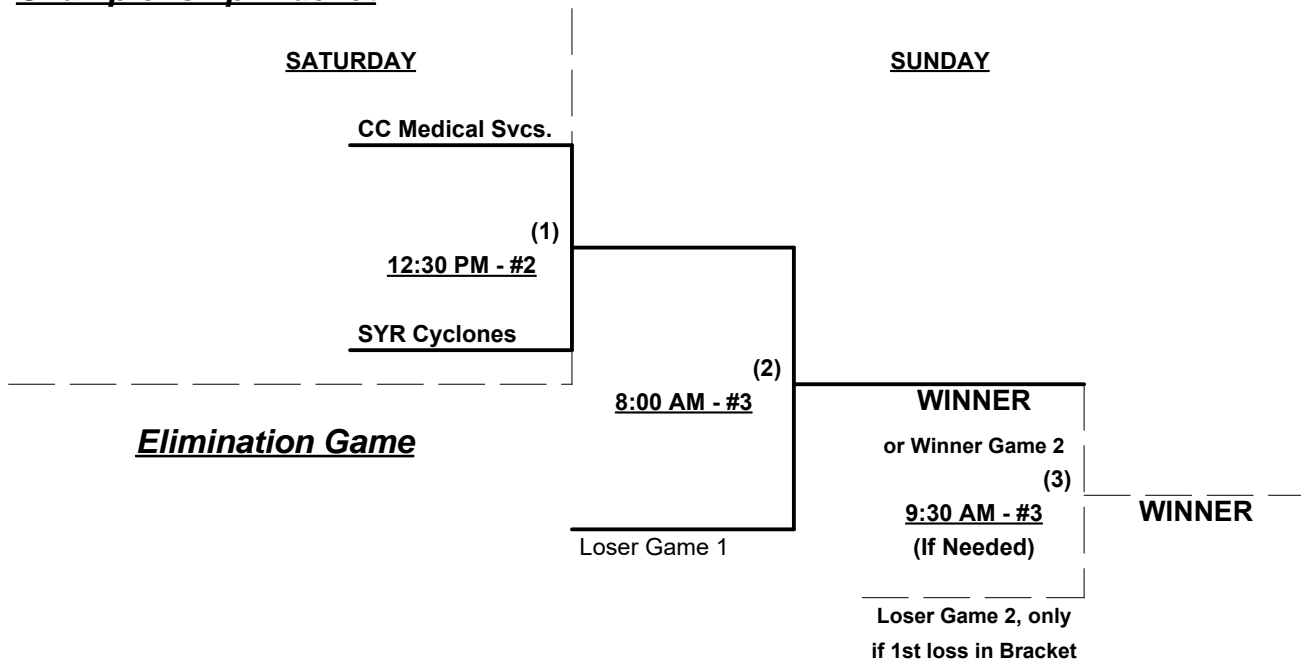 SATURDAY
SUNDAY
CC Medical Svcs.
(1)
12:30 PM - #2
SYR Cyclones
(2)
8:00 AM - #3
WINNER
Elimination Game
or Winner Game 2
(3)
9:30 AM - #3
WINNER
(If Needed)
Loser Game 1
Loser Game 2, only
if 1st loss in Bracket